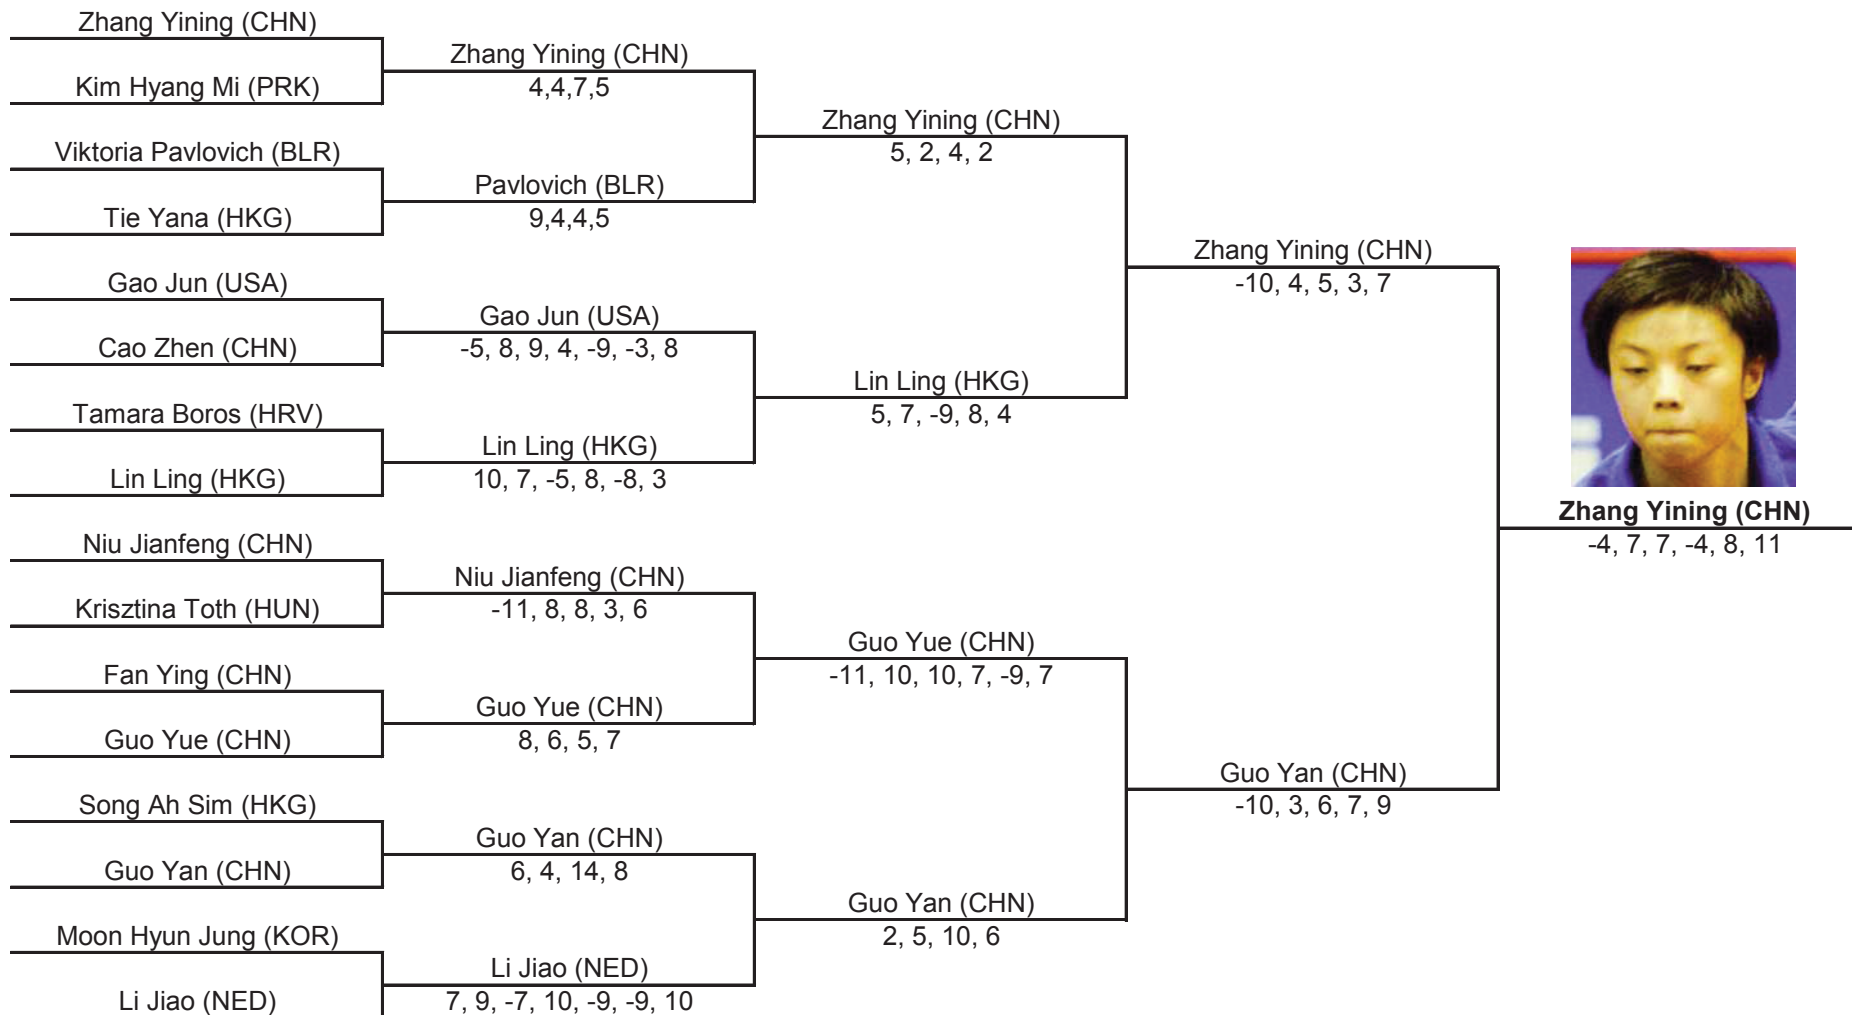 Zhang Yining (CHN)
Kim Hyang Mi (PRK)
Viktoria Pavlovich (BLR)
Tie Yana (HKG)
Gao Jun (USA)
Cao Zhen (CHN)
Tamara Boros (HRV)
Lin Ling (HKG)
Niu Jianfeng (CHN)
Krisztina Toth (HUN)
Fan Ying (CHN)
Guo Yue (CHN)
Song Ah Sim (HKG)
Guo Yan (CHN)
Moon Hyun Jung (KOR)
Li Jiao (NED)
Zhang Yining (CHN)
4,4,7,5
Pavlovich (BLR)
9,4,4,5
Gao Jun (USA)
-5, 8, 9, 4, -9, -3, 8
Lin Ling (HKG)
10, 7, -5, 8, -8, 3
Niu Jianfeng (CHN)
-11, 8, 8, 3, 6
Guo Yue (CHN)
8, 6, 5, 7
Guo Yan (CHN)
6, 4, 14, 8
Li Jiao (NED)
7, 9, -7, 10, -9, -9, 10
Zhang Yining (CHN)
5, 2, 4, 2
Lin Ling (HKG)
5, 7, -9, 8, 4
Guo Yue (CHN)
-11, 10, 10, 7, -9, 7
Guo Yan (CHN)
2, 5, 10, 6
Zhang Yining (CHN)
-10, 4, 5, 3, 7
Guo Yan (CHN)
-10, 3, 6, 7, 9
Zhang Yining (CHN)
-4, 7, 7, -4, 8, 11